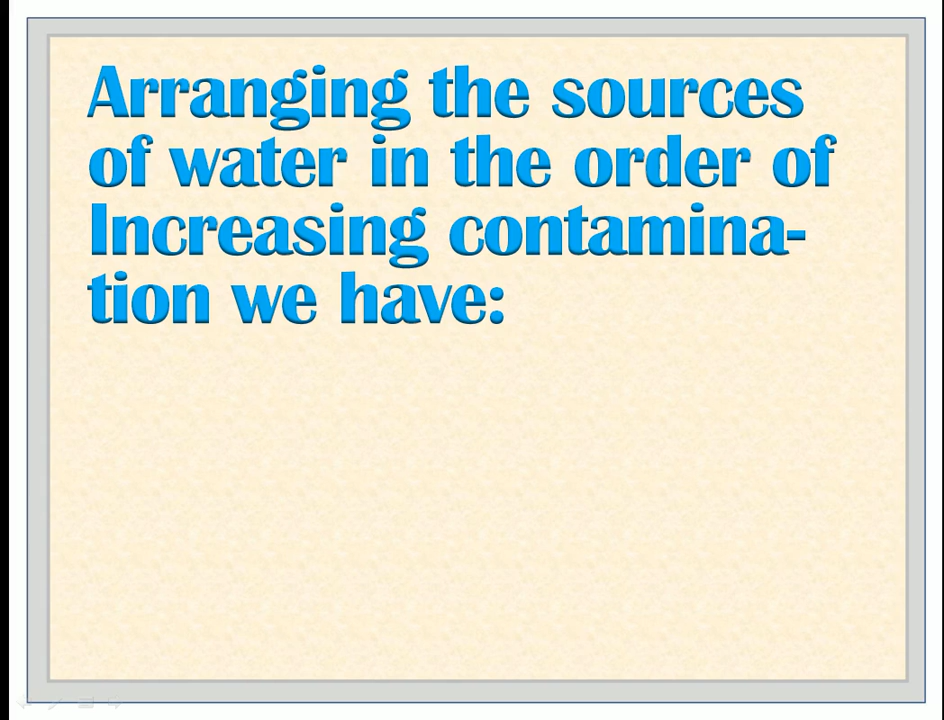 Arranging the sources
of water in the order of
Increasing contamina-
tion we have: